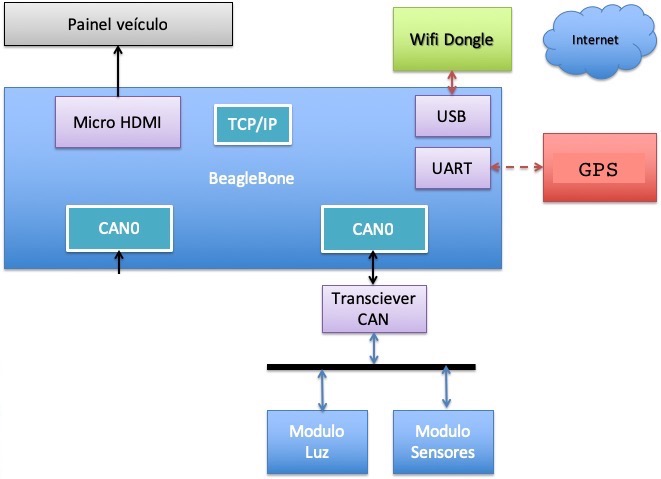 Painel veículo
Wifi Dongle
Internet
Micro HDMI
TCP/IP
USB
UART
GPS
BeagleBone
CAN0
CAN0
Transciever
CAN
Modulo
Luz
Modulo
Sensores